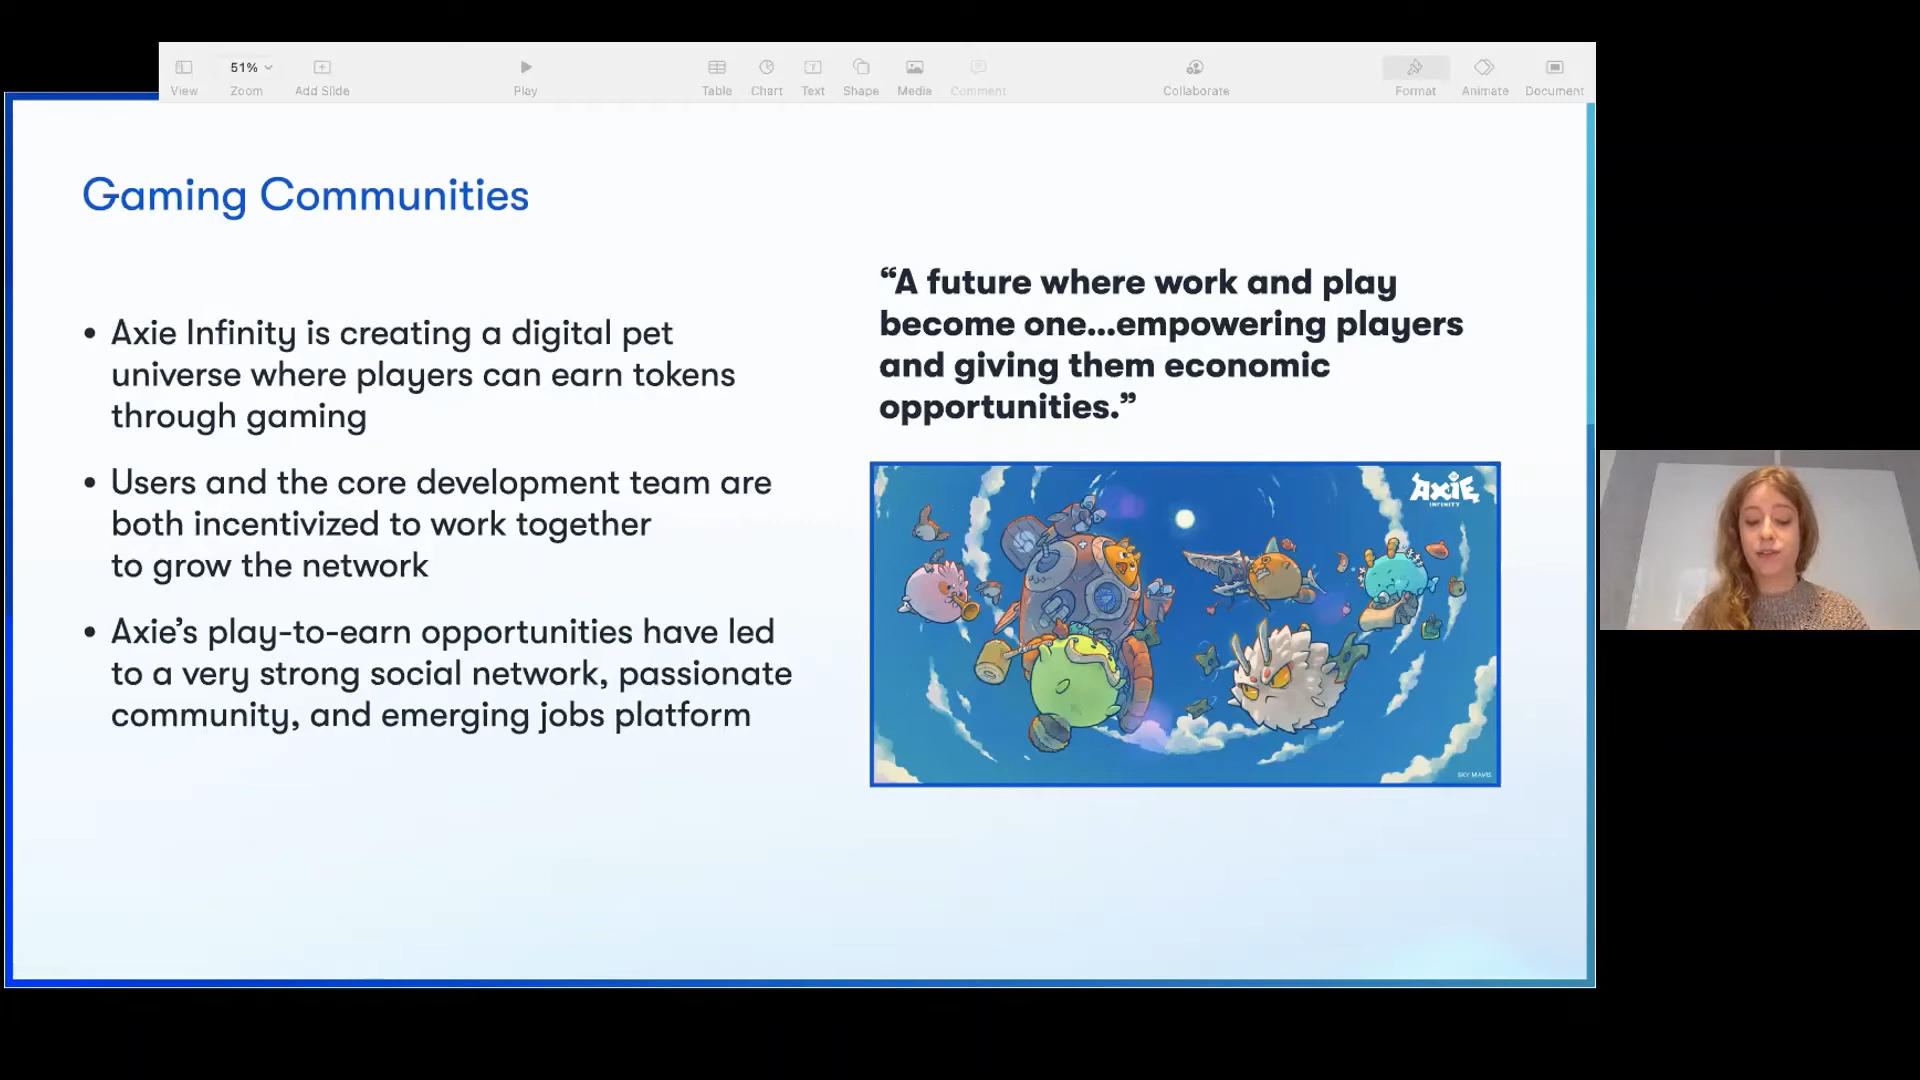 51%
View
Zoom
Add Slide
Play
Table
Chart
Text
Shape
Media
Comment
Collaborate
Format
Animate
Document
Gaming Communities
• Axie Infinity is creating a digital pet
universe where players can earn tokens
through gaming
• Users and the core development team are
both incentivized to work together
to grow the network
• Axie’s play-to-earn opportunities have led
to a very strong social network, passionate
community, and emerging jobs platform
“A future where work and play
become one...empowering players
and giving them economic
opportunities.”
AXIE
INFINITY
SKY MAVIS